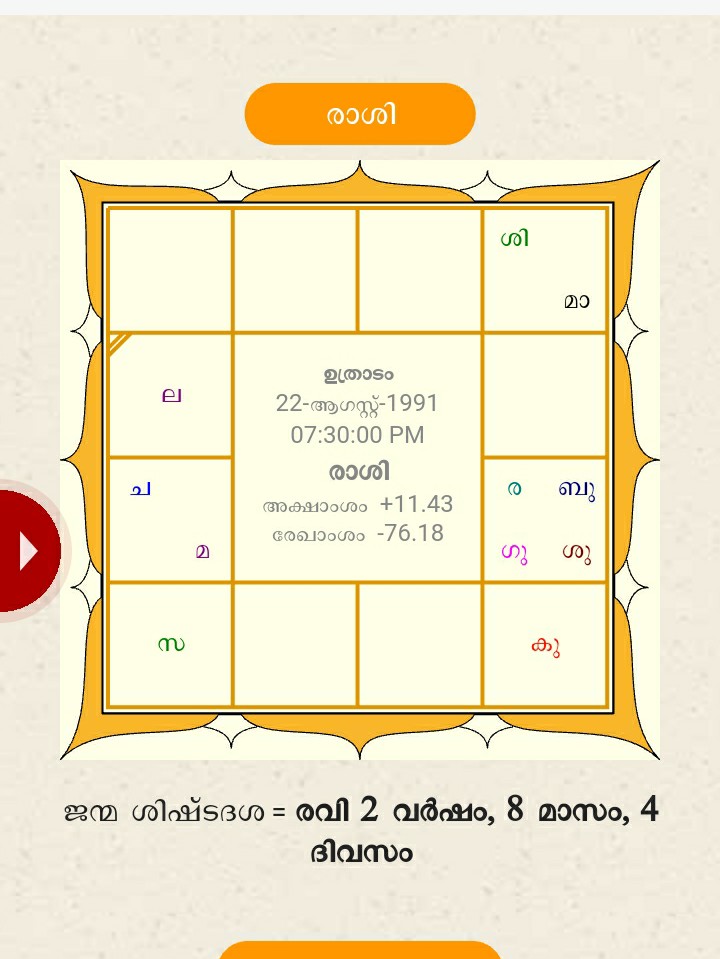 രാശി
ശി
മാ
ല
ഉത്രാടം
22-ആഗസ്റ്റ്-1991
07:30:00 PM
രാശി
അക്ഷാംശം +11.43
രേഖാംശം -76.18
ച
മ
ര ബു
ഗു ശു
സ
കു
ജന്മ ശിഷ്ടദശ = രവി 2 വർഷം, 8 മാസം, 4
ദിവസം